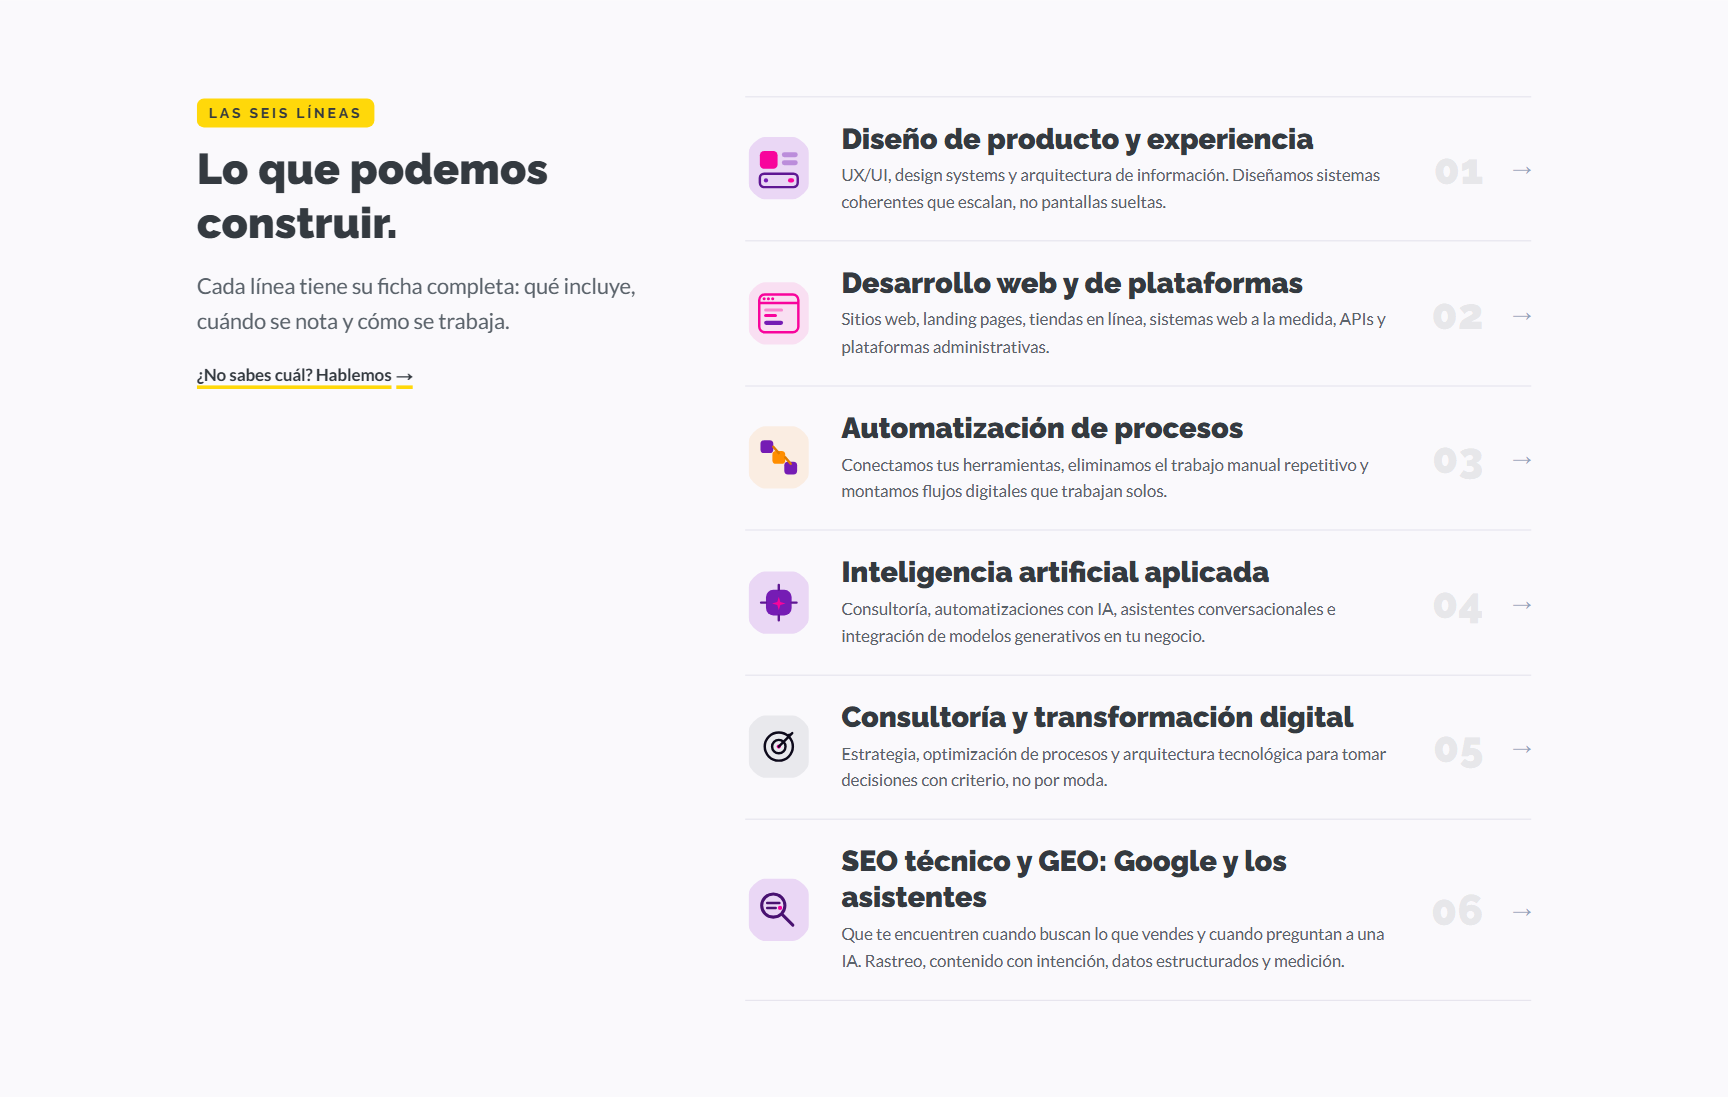 LAS SEIS LÍNEAS
Lo que podemos
construir.
Cada línea tiene su ficha completa: qué incluye,
cuándo se nota y cómo se trabaja.
¿No sabes cuál? Hablemos →
Diseño de producto y experiencia
UX/UI, design systems y arquitectura de información. Diseñamos sistemas
coherentes que escalan, no pantallas sueltas.
01 →
Desarrollo web y de plataformas
Sitios web, landing pages, tiendas en línea, sistemas web a la medida, APIs y
plataformas administrativas.
02 →
Automatización de procesos
Conectamos tus herramientas, eliminamos el trabajo manual repetitivo y
montamos flujos digitales que trabajan solos.
03 →
Inteligencia artificial aplicada
Consultoría, automatizaciones con IA, asistentes conversacionales e
integración de modelos generativos en tu negocio.
04 →
Consultoría y transformación digital
Estrategia, optimización de procesos y arquitectura tecnológica para tomar
decisiones con criterio, no por moda.
05 →
SEO técnico y GEO: Google y los
asistentes
Que te encuentren cuando buscan lo que vendes y cuando preguntan a una
IA. Rastreo, contenido con intención, datos estructurados y medición.
06 →